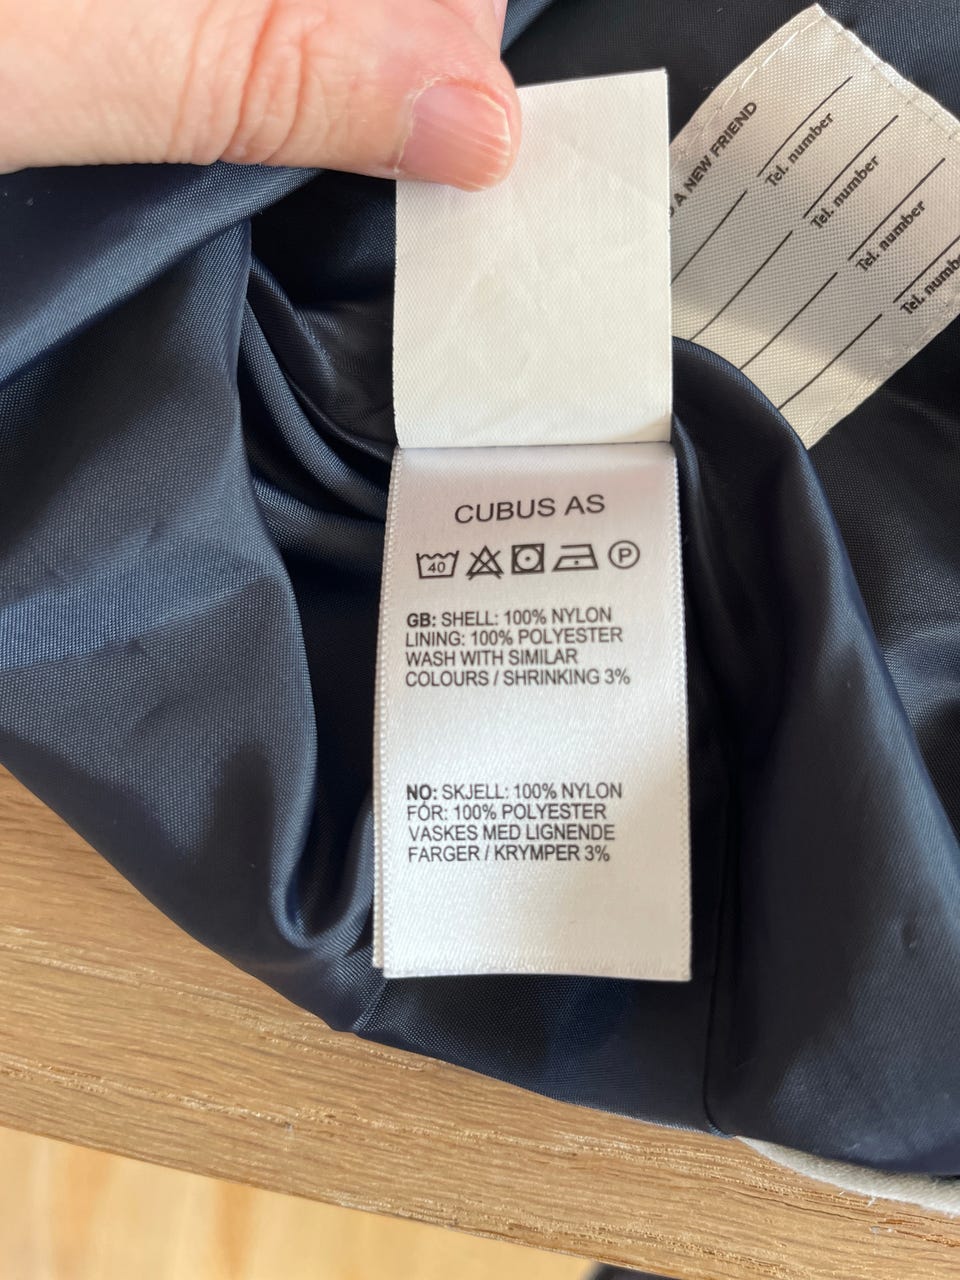 CUBUS AS
40 P
GB: SHELL: 100% NYLON
LINING: 100% POLYESTER
WASH WITH SIMILAR
COLOURS / SHRINKING 3%
NO: SKJELL: 100% NYLON
FÓR: 100% POLYESTER
VASKES MED LIGNENDE
FARGER / KRYMPER 3%
A NEW FRIEND
Tel. number
Tel. number
Tel. number
Tel. number